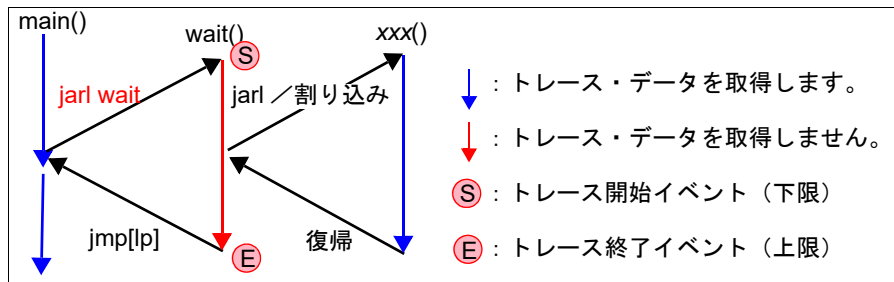 main()
wait()
xxx()
S
jarl wait
jarl ／割り込み
jmp[lp]
E
復帰
：トレース・データを取得します。
：トレース・データを取得しません。
S ：トレース開始イベント（下限）
E ：トレース終了イベント（上限）